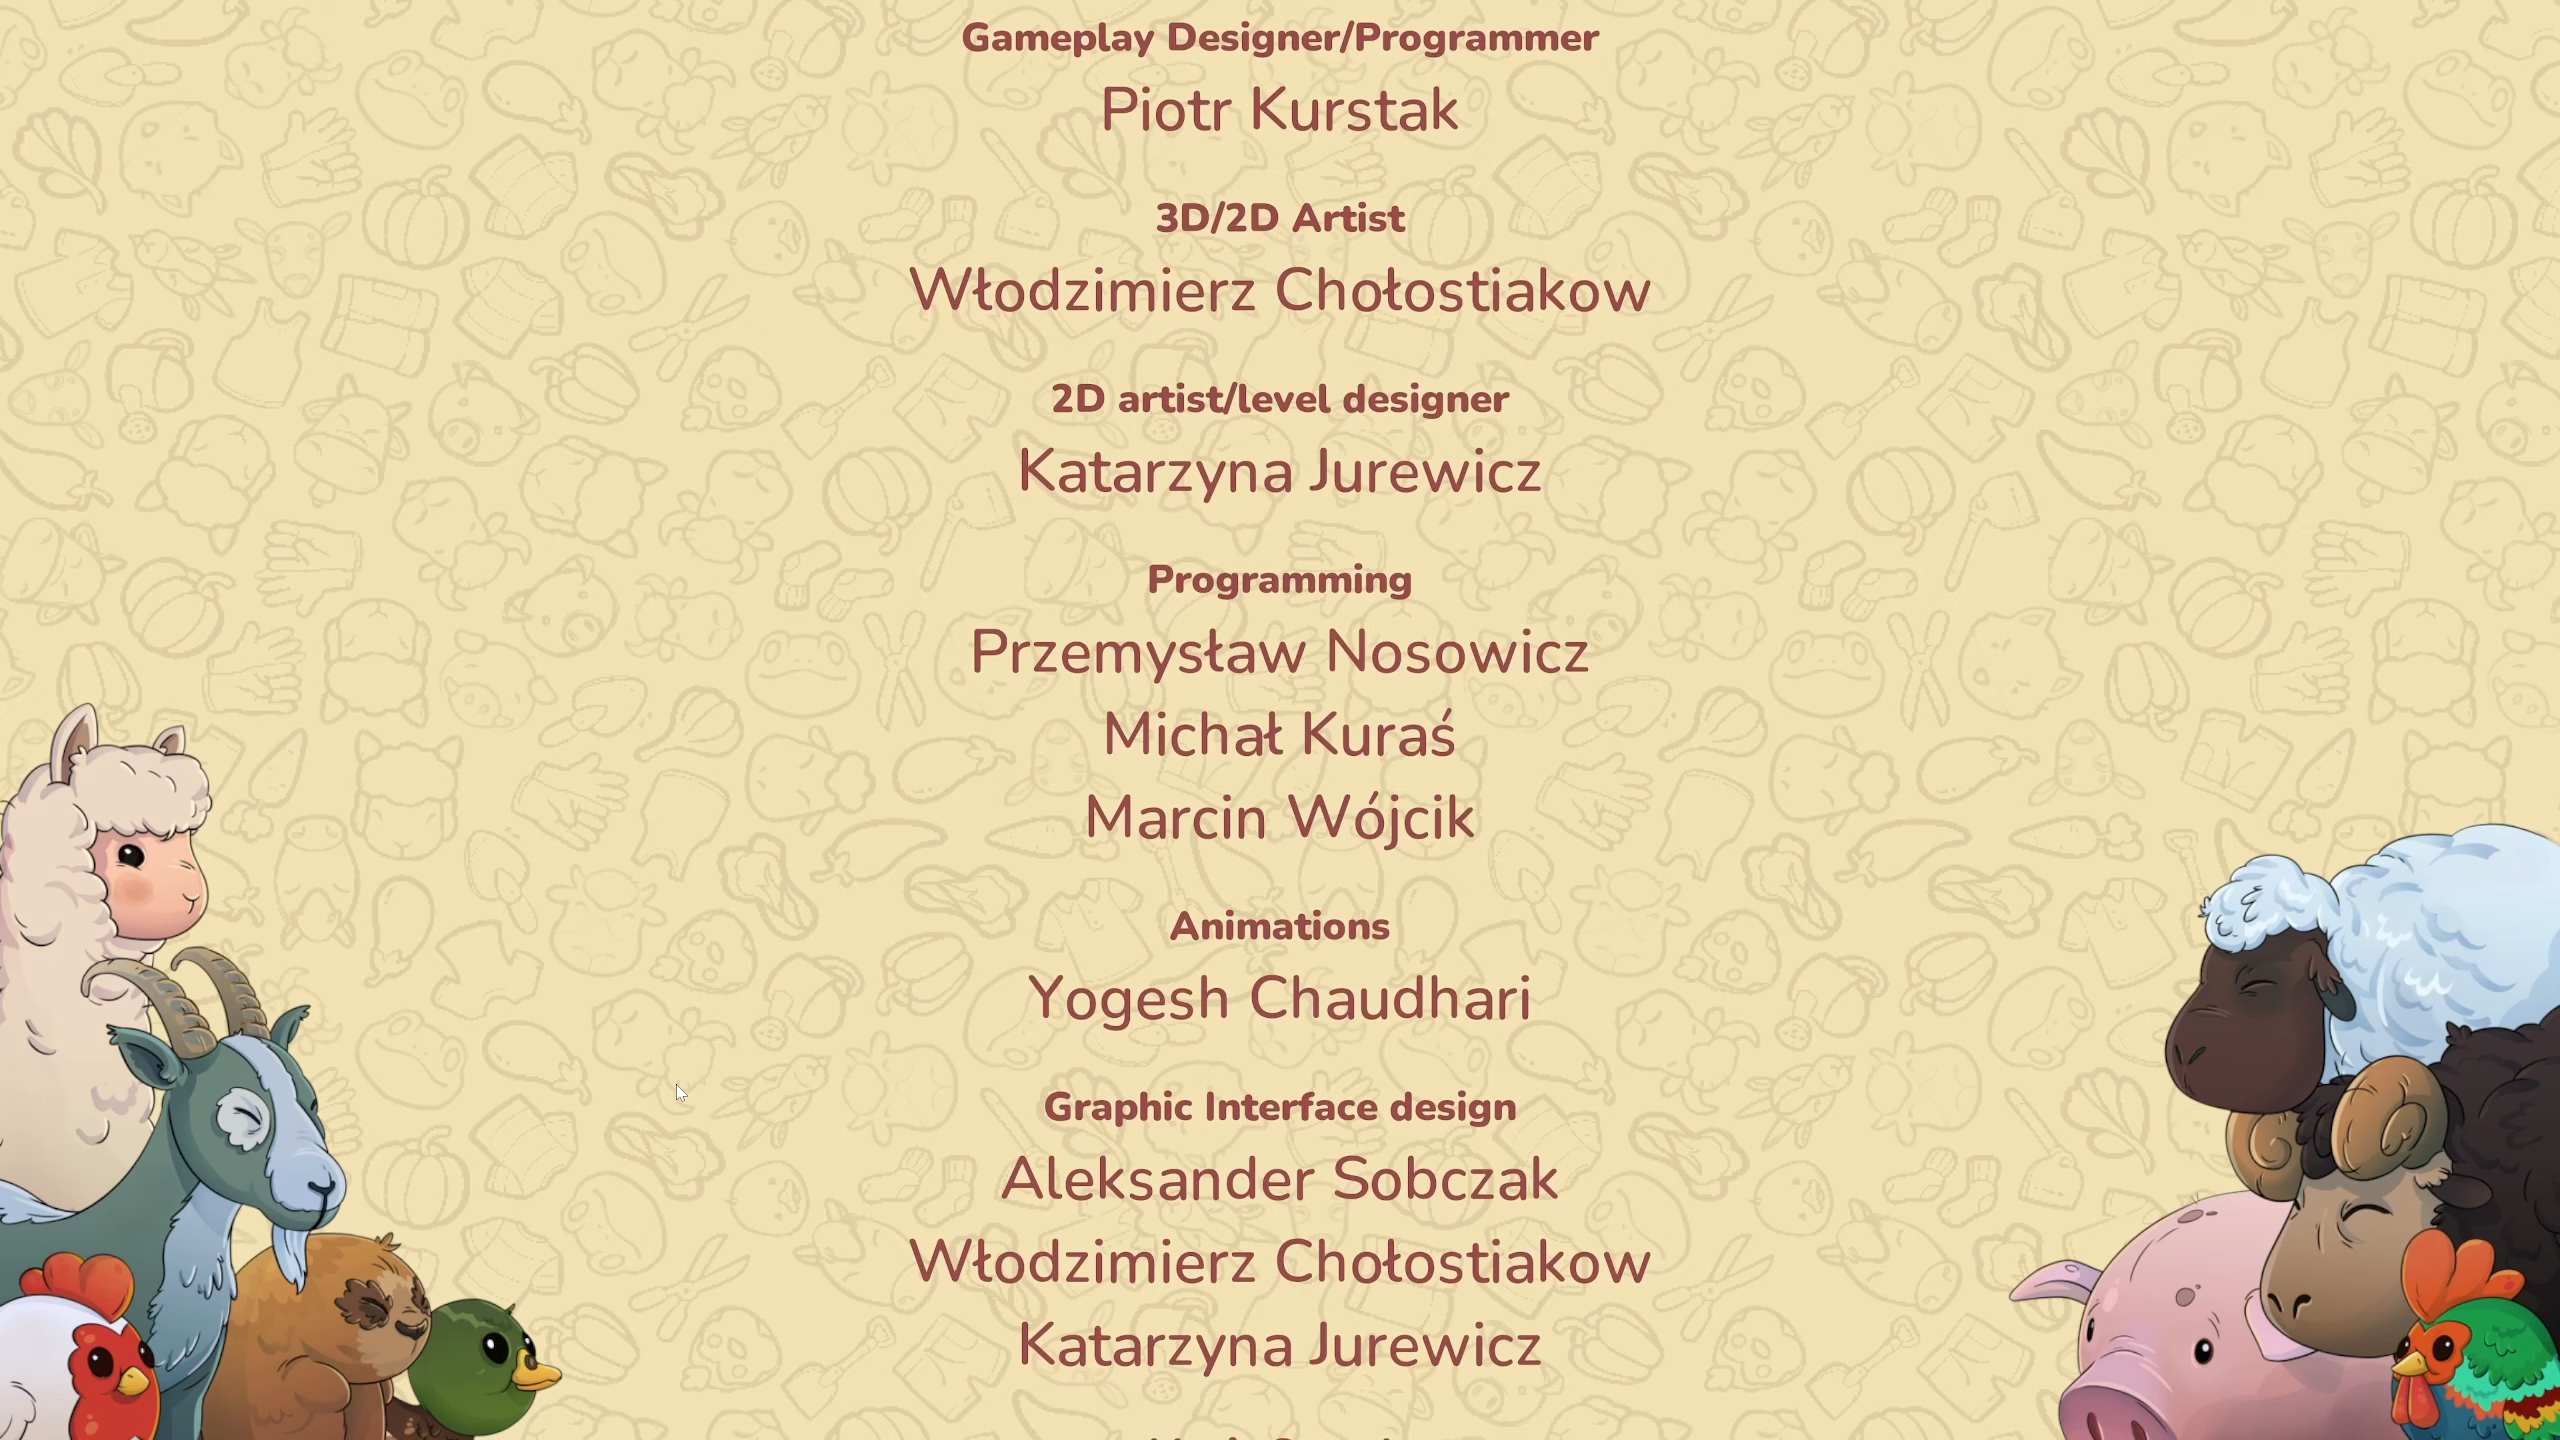 Gameplay Designer/Programmer
Piotr Kurstak
3D/2D Artist
Włodzimierz Chołostiakow
2D artist/level designer
Katarzyna Jurewicz
Programming
Przemysław Nosowicz
Michał Kuraś
Marcin Wójcik
Animations
Yogesh Chaudhari
Graphic Interface design
Aleksander Sobczak
Włodzimierz Chołostiakow
Katarzyna Jurewicz